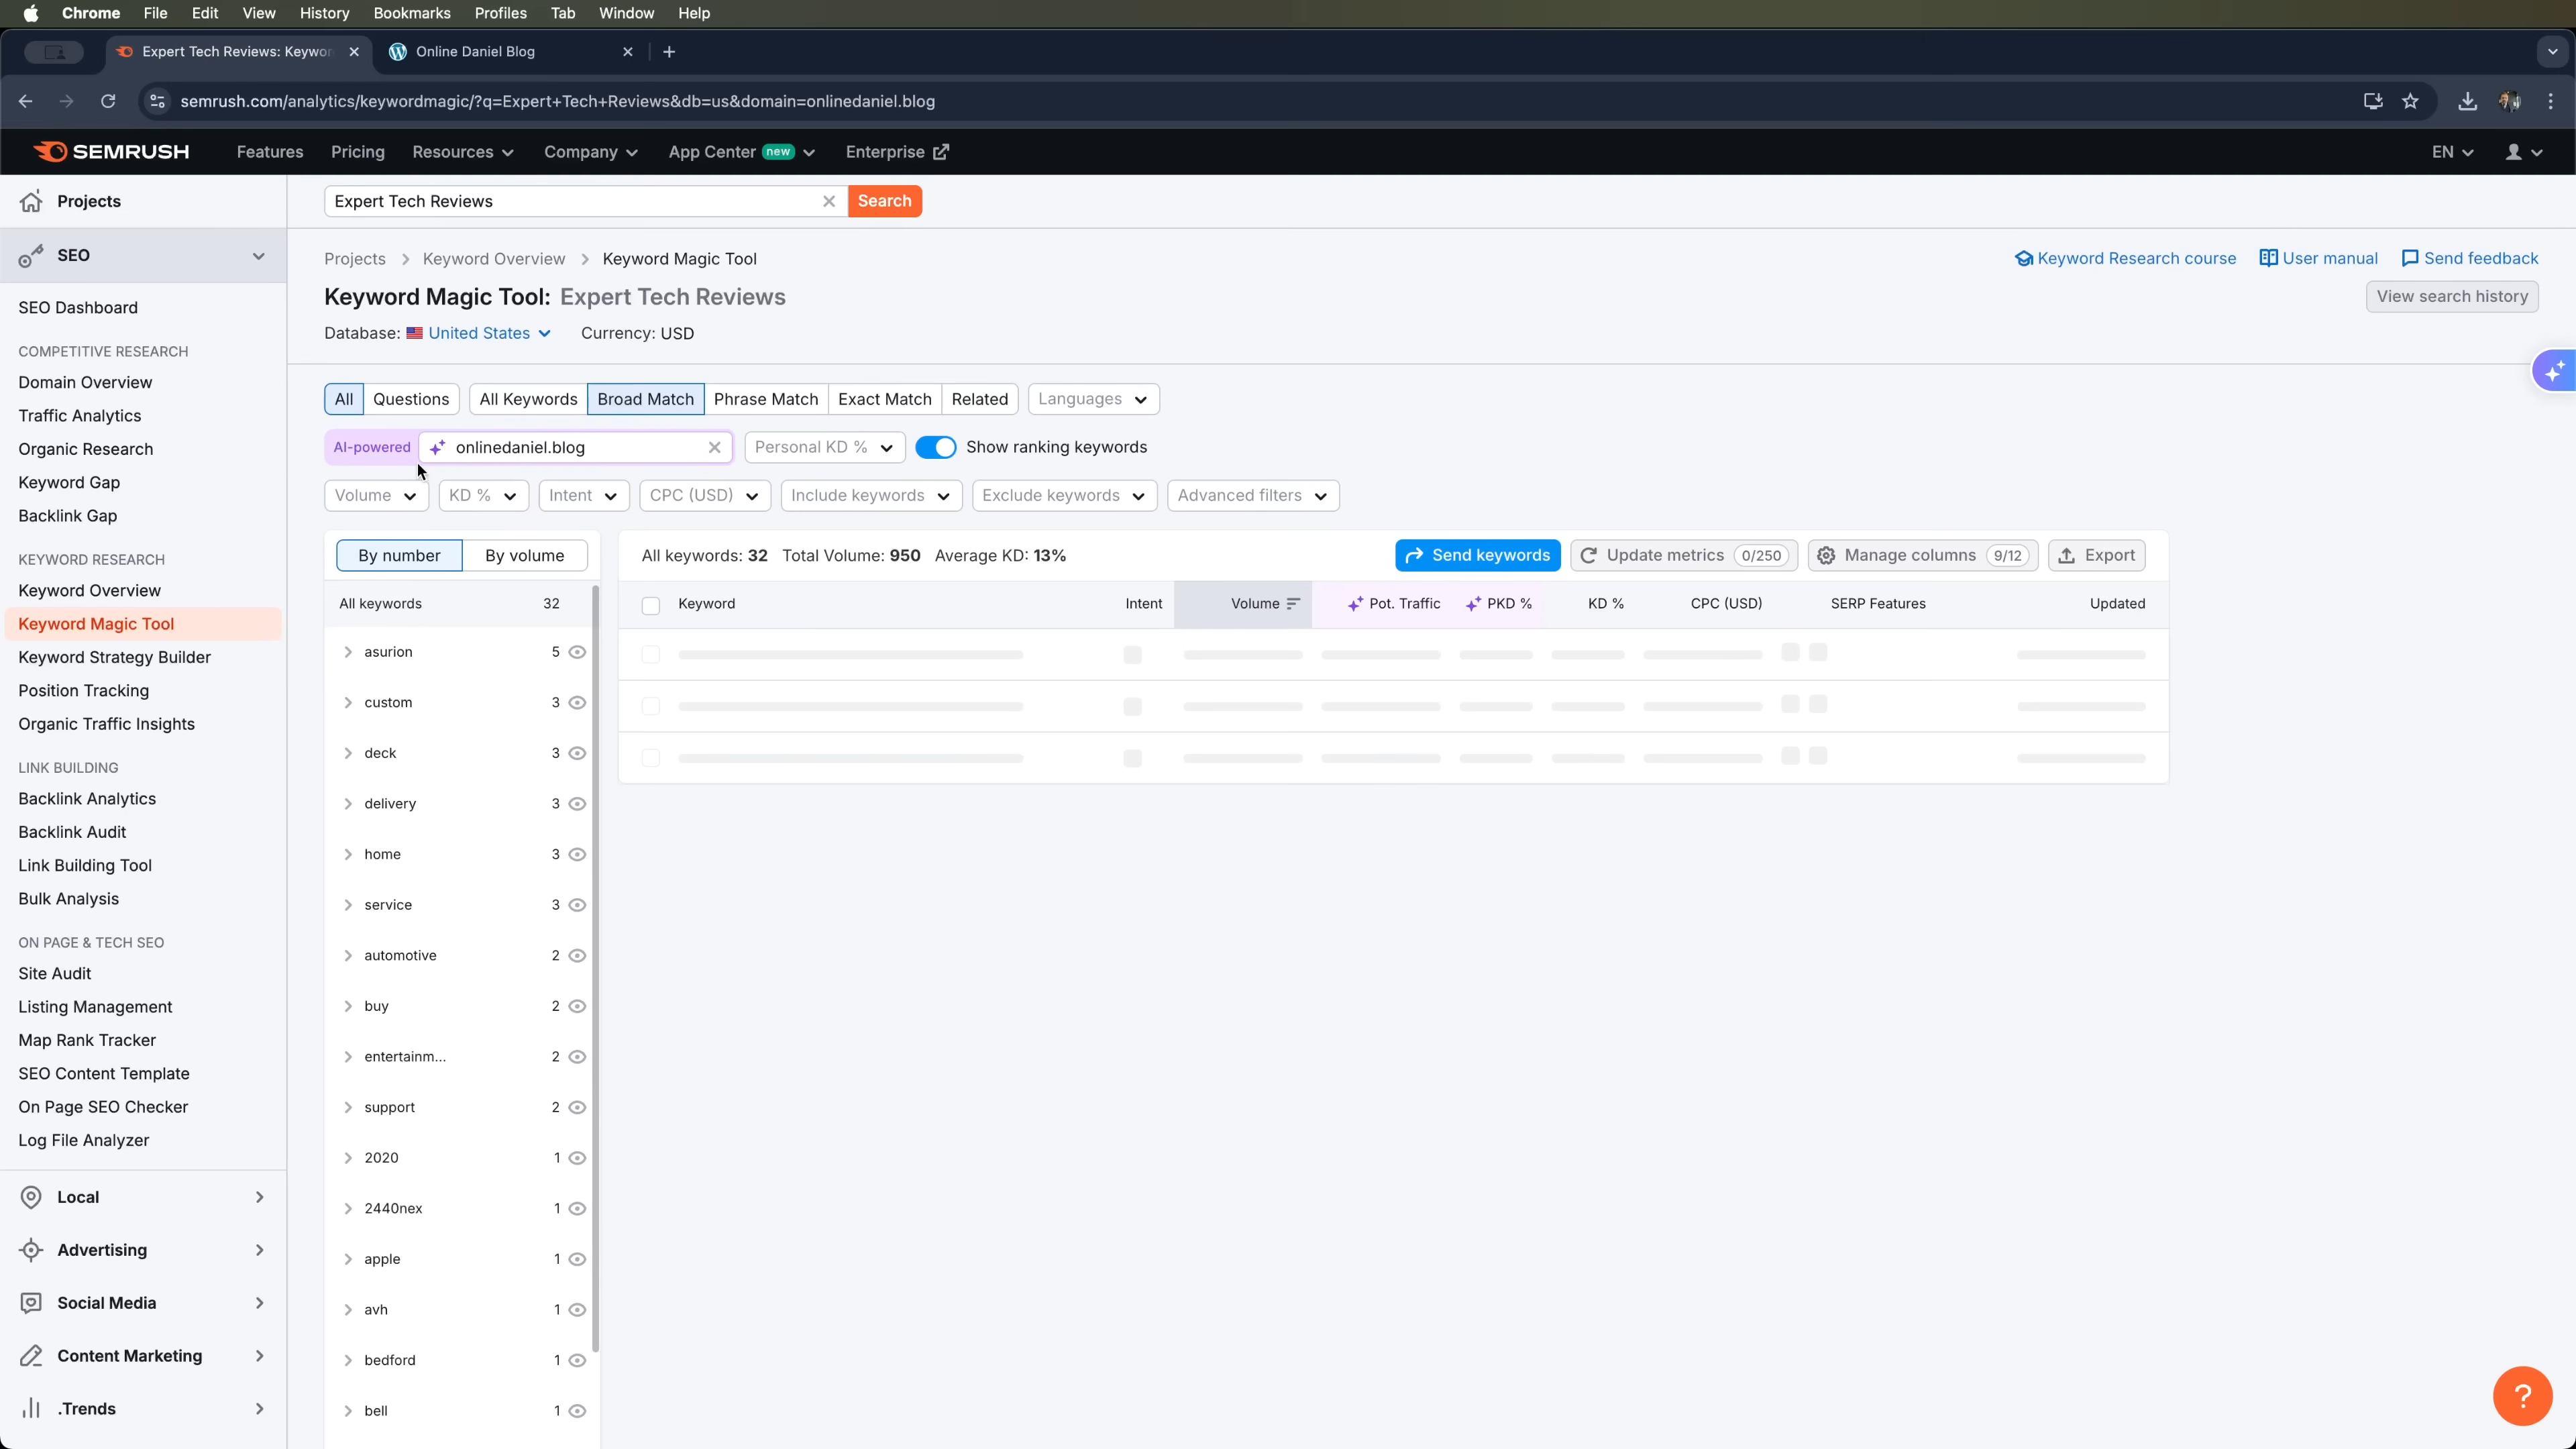 Chrome File Edit View History Bookmarks Profiles Tab Window Help
Expert Tech Reviews: Keywor
Online Daniel Blog
semrush.com/analytics/keywordmagic/?q=Expert+Tech+Reviews&db=us&domain=onlinedaniel.blog
SEMRUSH Features Pricing Resources Company App Center new Enterprise EN
Projects
SEO
SEO Dashboard
COMPETITIVE RESEARCH
Domain Overview
Traffic Analytics
Organic Research
Keyword Gap
Backlink Gap
KEYWORD RESEARCH
Keyword Overview
Keyword Magic Tool
Keyword Strategy Builder
Position Tracking
Organic Traffic Insights
LINK BUILDING
Backlink Analytics
Backlink Audit
Link Building Tool
Bulk Analysis
ON PAGE & TECH SEO
Site Audit
Listing Management
Map Rank Tracker
SEO Content Template
On Page SEO Checker
Log File Analyzer
Local
Advertising
Social Media
Content Marketing
.Trends
Expert Tech Reviews Search
Projects > Keyword Overview > Keyword Magic Tool
Keyword Research course User manual Send feedback
Keyword Magic Tool: Expert Tech Reviews
View search history
Database: United States Currency: USD
All Questions All Keywords Broad Match Phrase Match Exact Match Related Languages
AI-powered onlinedaniel.blog Personal KD % Show ranking keywords
Volume KD % Intent CPC (USD) Include keywords Exclude keywords Advanced filters
By number By volume
All keywords 32
asurion 5
custom 3
deck 3
delivery 3
home 3
service 3
automotive 2
buy 2
entertainm... 2
support 2
2020 1
2440nex 1
apple 1
avh 1
bedford 1
bell 1
All keywords: 32 Total Volume: 950 Average KD: 13%
Send keywords Update metrics 0/250 Manage columns 9/12 Export
Keyword Intent Volume Pot. Traffic PKD % KD % CPC (USD) SERP Features Updated
?